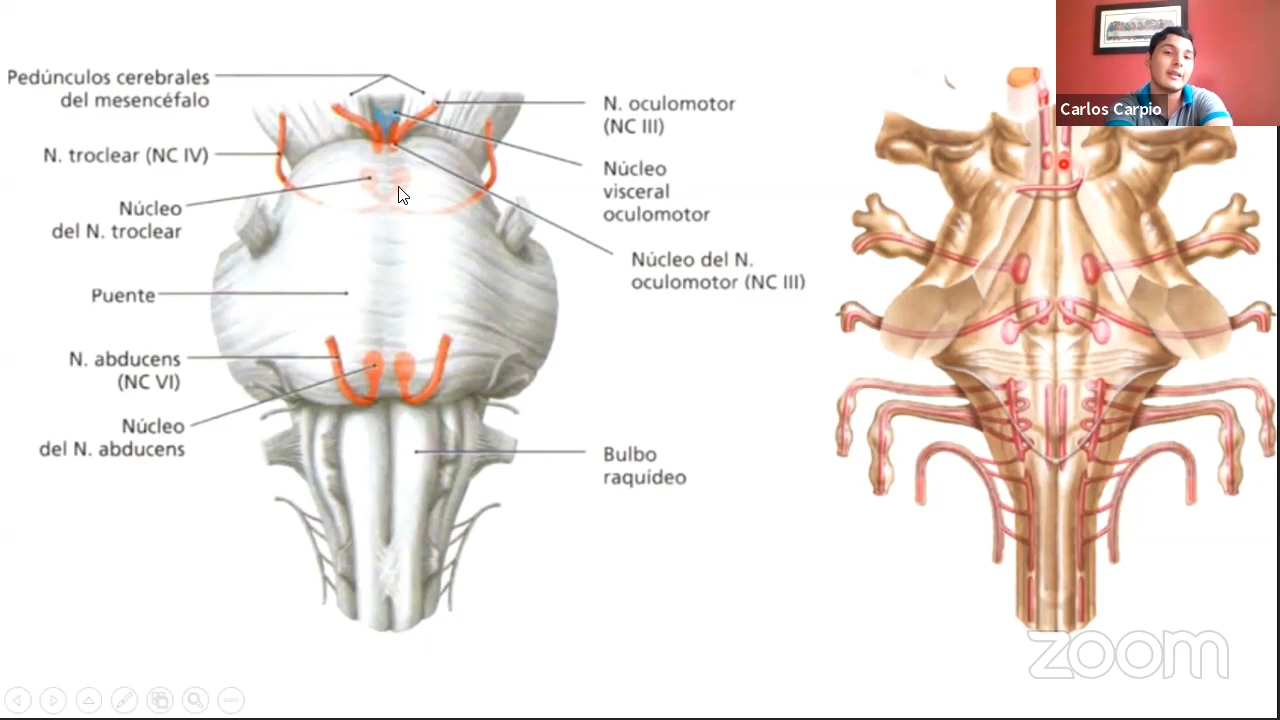 Pedúnculos cerebrales
del mesencéfalo
N. troclear (NC IV)
Núcleo
del N. troclear
Puente
N. abducens
(NC VI)
Núcleo
del N. abducens
N. oculomotor
(NC III)
Núcleo
visceral
oculomotor
Núcleo del N.
oculomotor (NC III)
Bulbo
raquídeo
Carlos Carpio
zoom